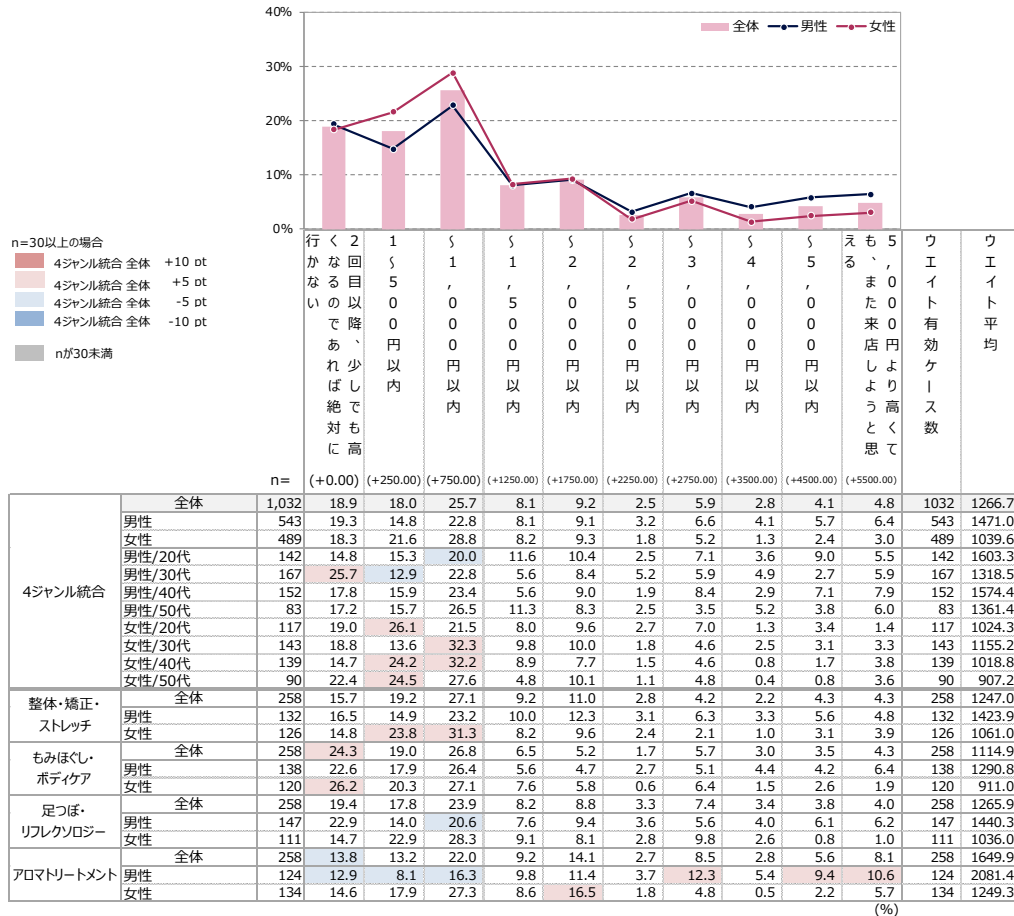 40%
全体 男性 女性
30%
20%
10%
0%
n=30以上の場合
4ジャンル統合 全体 +10 pt
4ジャンル統合 全体 +5 pt
4ジャンル統合 全体 -5 pt
4ジャンル統合 全体 -10 pt
nが30未満
2回目以降、少しでも高
くなるのであれば絶対に
行かない
1～500円以内
～1,000円以内
～1,500円以内
～2,000円以内
～2,500円以内
～3,000円以内
～4,000円以内
～5,000円以内
5,000円より高くて
も、また来店しようと思
える
ウエイト有効ケース数
ウエイト平均
n= (+0.00) (+250.00) (+750.00) (+1250.00) (+1750.00) (+2250.00) (+2750.00) (+3500.00) (+4500.00) (+5500.00)
4ジャンル統合
全体 1,032 18.9 18.0 25.7 8.1 9.2 2.5 5.9 2.8 4.1 4.8 1032 1266.7
男性 543 19.3 14.8 22.8 8.1 9.1 3.2 6.6 4.1 5.7 6.4 543 1471.0
女性 489 18.3 21.6 28.8 8.2 9.3 1.8 5.2 1.3 2.4 3.0 489 1039.6
男性/20代 142 14.8 15.3 20.0 11.6 10.4 2.5 7.1 3.6 9.0 5.5 142 1603.3
男性/30代 167 25.7 12.9 22.8 5.6 8.4 5.2 5.9 4.9 2.7 5.9 167 1318.5
男性/40代 152 17.8 15.9 23.4 5.6 9.0 1.9 8.4 2.9 7.1 7.9 152 1574.4
男性/50代 83 17.2 15.7 26.5 11.3 8.3 2.5 3.5 5.2 3.8 6.0 83 1361.4
女性/20代 117 19.0 26.1 21.5 8.0 9.6 2.7 7.0 1.3 3.4 1.4 117 1024.3
女性/30代 143 18.8 13.6 32.3 9.8 10.0 1.8 4.6 2.5 3.1 3.3 143 1155.2
女性/40代 139 14.7 24.2 32.2 8.9 7.7 1.5 4.6 0.8 1.7 3.8 139 1018.8
女性/50代 90 22.4 24.5 27.6 4.8 10.1 1.1 4.8 0.4 0.8 3.6 90 907.2
整体・矯正・
ストレッチ
全体 258 15.7 19.2 27.1 9.2 11.0 2.8 4.2 2.2 4.3 4.3 258 1247.0
男性 132 16.5 14.9 23.2 10.0 12.3 3.1 6.3 3.3 5.6 4.8 132 1423.9
女性 126 14.8 23.8 31.3 8.2 9.6 2.4 2.1 1.0 3.1 3.9 126 1061.0
もみほぐし・
ボディケア
全体 258 24.3 19.0 26.8 6.5 5.2 1.7 5.7 3.0 3.5 4.3 258 1114.9
男性 138 22.6 17.9 26.4 5.6 4.7 2.7 5.1 4.4 4.2 6.4 138 1290.8
女性 120 26.2 20.3 27.1 7.6 5.8 0.6 6.4 1.5 2.6 1.9 120 911.0
足つぼ・
リフレクソロジー
全体 258 19.4 17.8 23.9 8.2 8.8 3.3 7.4 3.4 3.8 4.0 258 1265.9
男性 147 22.9 14.0 20.6 7.6 9.4 3.6 5.6 4.0 6.1 6.2 147 1440.3
女性 111 14.7 22.9 28.3 9.1 8.1 2.8 9.8 2.6 0.8 1.0 111 1036.0
アロマトリートメント
全体 258 13.8 13.2 22.0 9.2 14.1 2.7 8.5 2.8 5.6 8.1 258 1649.9
男性 124 12.9 8.1 16.3 9.8 11.4 3.7 12.3 5.4 9.4 10.6 124 2081.4
女性 134 14.6 17.9 27.3 8.6 16.5 1.8 4.8 0.5 2.2 5.7 134 1249.3
(%)